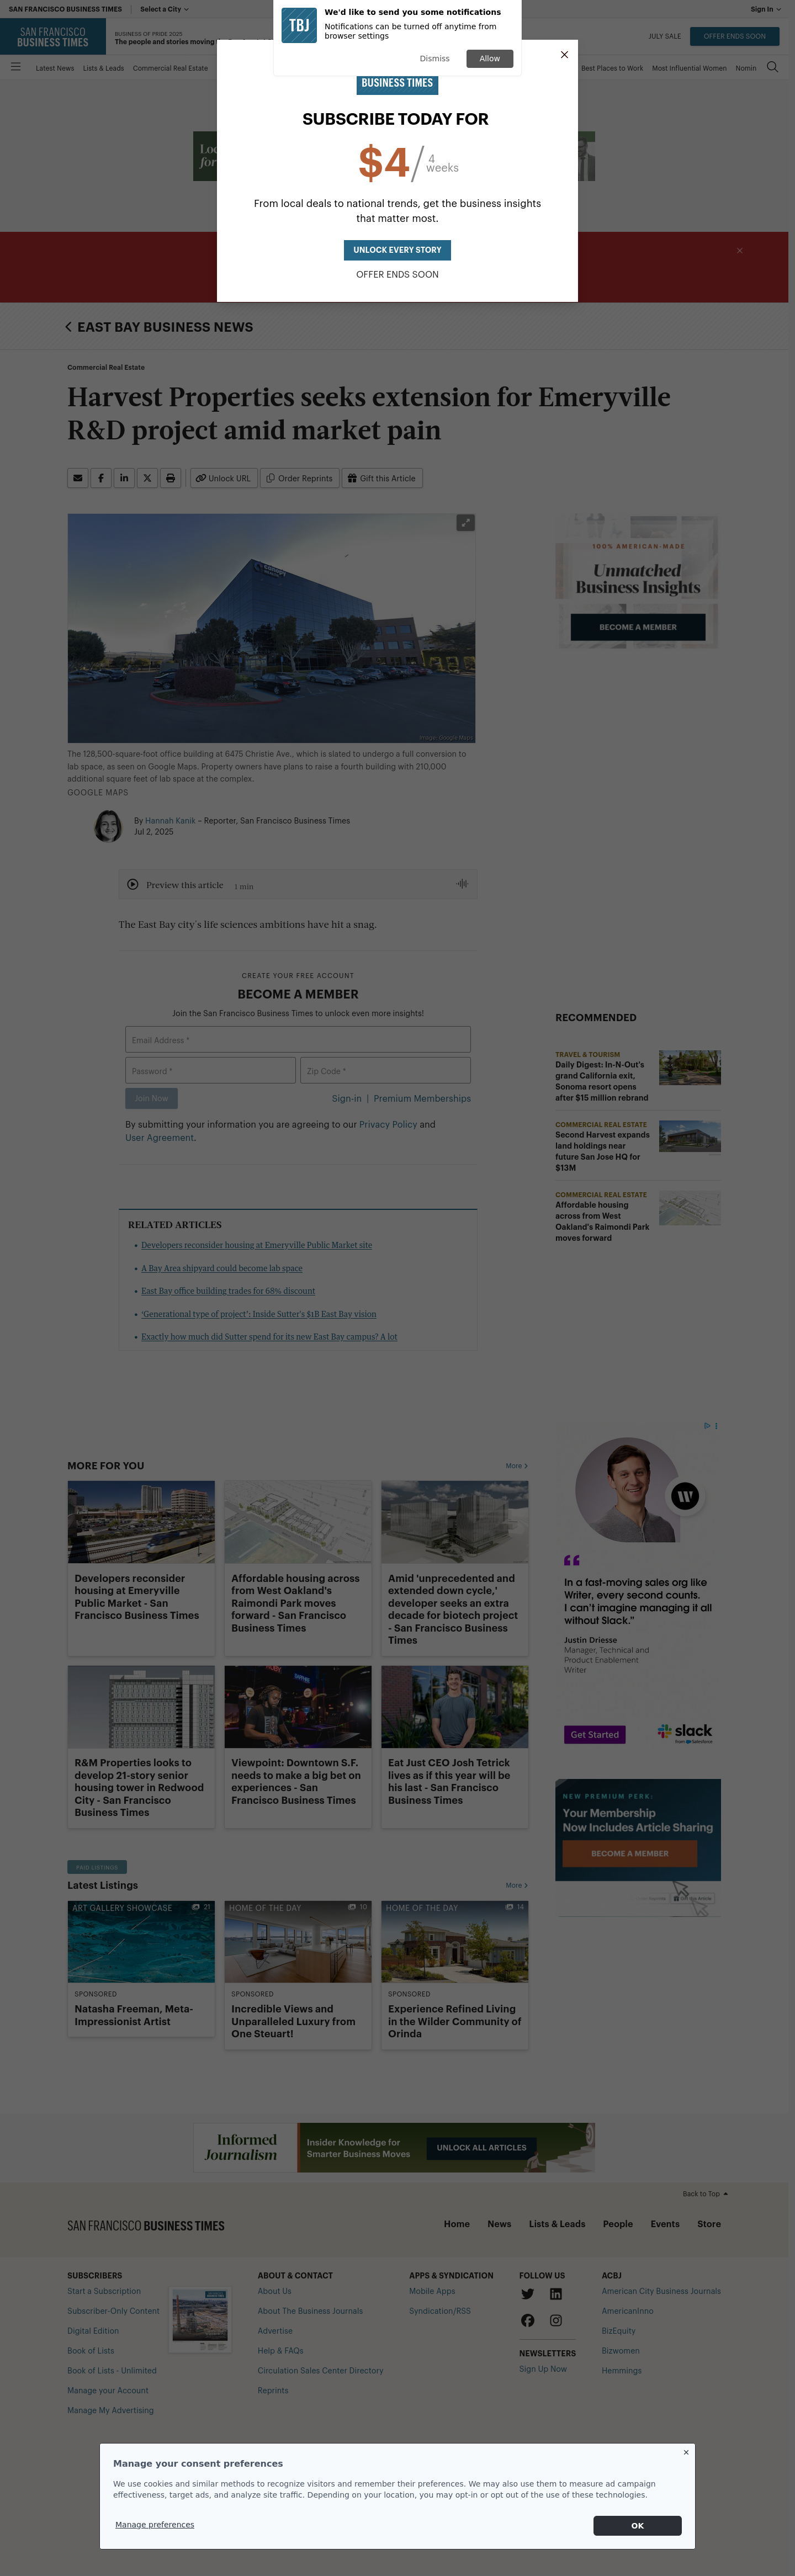 SAN FRANCISCO BUSINESS TIMES
Select a City
Sign In
SAN FRANCISCO
BUSINESS TIMES
BUSINESS OF PRIDE 2025
The people and stories moving
JULY SALE
OFFER ENDS SOON
Latest News
Lists & Leads
Commercial Real Estate
Best Places to Work
Most Influential Women
Nomin
TBJ
We'd like to send you some notifications
Notifications can be turned off anytime from
browser settings
Dismiss
Allow
BUSINESS TIMES
SUBSCRIBE TODAY FOR
$4/ 4
weeks
From local deals to national trends, get the business insights
that matter most.
UNLOCK EVERY STORY
OFFER ENDS SOON
EAST BAY BUSINESS NEWS
Commercial Real Estate
Harvest Properties seeks extension for Emeryville
R&D project amid market pain
Unlock URL
Order Reprints
Gift this Article
Image: Google Maps
The 128,500-square-foot office building at 6475 Christie Ave., which is slated to undergo a full conversion to
lab space, as seen on Google Maps. Property owners have plans to raise a fourth building with 210,000
additional square feet of lab space at the complex.
GOOGLE MAPS
By Hannah Kanik – Reporter, San Francisco Business Times
Jul 2, 2025
Preview this article 1 min
The East Bay city's life sciences ambitions have hit a snag.
CREATE YOUR FREE ACCOUNT
BECOME A MEMBER
Join the San Francisco Business Times to unlock even more insights!
Email Address *
Password *
Zip Code *
Join Now
Sign-in | Premium Memberships
By submitting your information you are agreeing to our Privacy Policy and
User Agreement.
RELATED ARTICLES
Developers reconsider housing at Emeryville Public Market site
A Bay Area shipyard could become lab space
East Bay office building trades for 68% discount
'Generational type of project': Inside Sutter's $1B East Bay vision
Exactly how much did Sutter spend for its new East Bay campus? A lot
100% AMERICAN-MADE
Unmatched
Business Insights
BECOME A MEMBER
RECOMMENDED
TRAVEL & TOURISM
Daily Digest: In-N-Out's
grand California exit,
Sonoma resort opens
after $15 million rebrand
COMMERCIAL REAL ESTATE
Second Harvest expands
land holdings near
future San Jose HQ for
$13M
COMMERCIAL REAL ESTATE
Affordable housing
across from West
Oakland's Raimondi Park
moves forward
MORE FOR YOU
More
Developers reconsider
housing at Emeryville
Public Market - San
Francisco Business Times
Affordable housing across
from West Oakland's
Raimondi Park moves
forward - San Francisco
Business Times
Amid 'unprecedented and
extended down cycle,'
developer seeks an extra
decade for biotech project
- San Francisco Business
Times
R&M Properties looks to
develop 21-story senior
housing tower in Redwood
City - San Francisco
Business Times
Viewpoint: Downtown S.F.
needs to make a big bet on
experiences - San
Francisco Business Times
Eat Just CEO Josh Tetrick
lives as if this year will be
his last - San Francisco
Business Times
In a fast-moving sales org like
Writer, every second counts.
I can't imagine managing it all
without Slack."
Justin Driesse
Manager, Technical and
Product Enablement
Writer
Get Started
slack
from Salesforce
NEW PREMIUM PERK:
Your Membership
Now Includes Article Sharing
BECOME A MEMBER
PAID LISTINGS
Latest Listings
More
ART GALLERY SHOWCASE
21
SPONSORED
Natasha Freeman, Meta-
Impressionist Artist
HOME OF THE DAY
10
SPONSORED
Incredible Views and
Unparalleled Luxury from
One Steuart!
HOME OF THE DAY
14
SPONSORED
Experience Refined Living
in the Wilder Community of
Orinda
Informed
Journalism
Insider Knowledge for
Smarter Business Moves
UNLOCK ALL ARTICLES
Back to Top
SAN FRANCISCO BUSINESS TIMES
Home
News
Lists & Leads
People
Events
Store
SUBSCRIBERS
Start a Subscription
Subscriber-Only Content
Digital Edition
Book of Lists
Book of Lists - Unlimited
Manage your Account
Manage My Advertising
ABOUT & CONTACT
About Us
About The Business Journals
Advertise
Help & FAQs
Circulation Sales Center Directory
Reprints
APPS & SYNDICATION
Mobile Apps
Syndication/RSS
FOLLOW US
NEWSLETTERS
Sign Up Now
ACBJ
American City Business Journals
AmericanInno
BizEquity
Bizwomen
Hemmings
Manage your consent preferences
We use cookies and similar methods to recognize visitors and remember their preferences. We may also use them to measure ad campaign
effectiveness, target ads, and analyze site traffic. Depending on your location, you may opt-in or opt out of the use of these technologies.
Manage preferences
OK